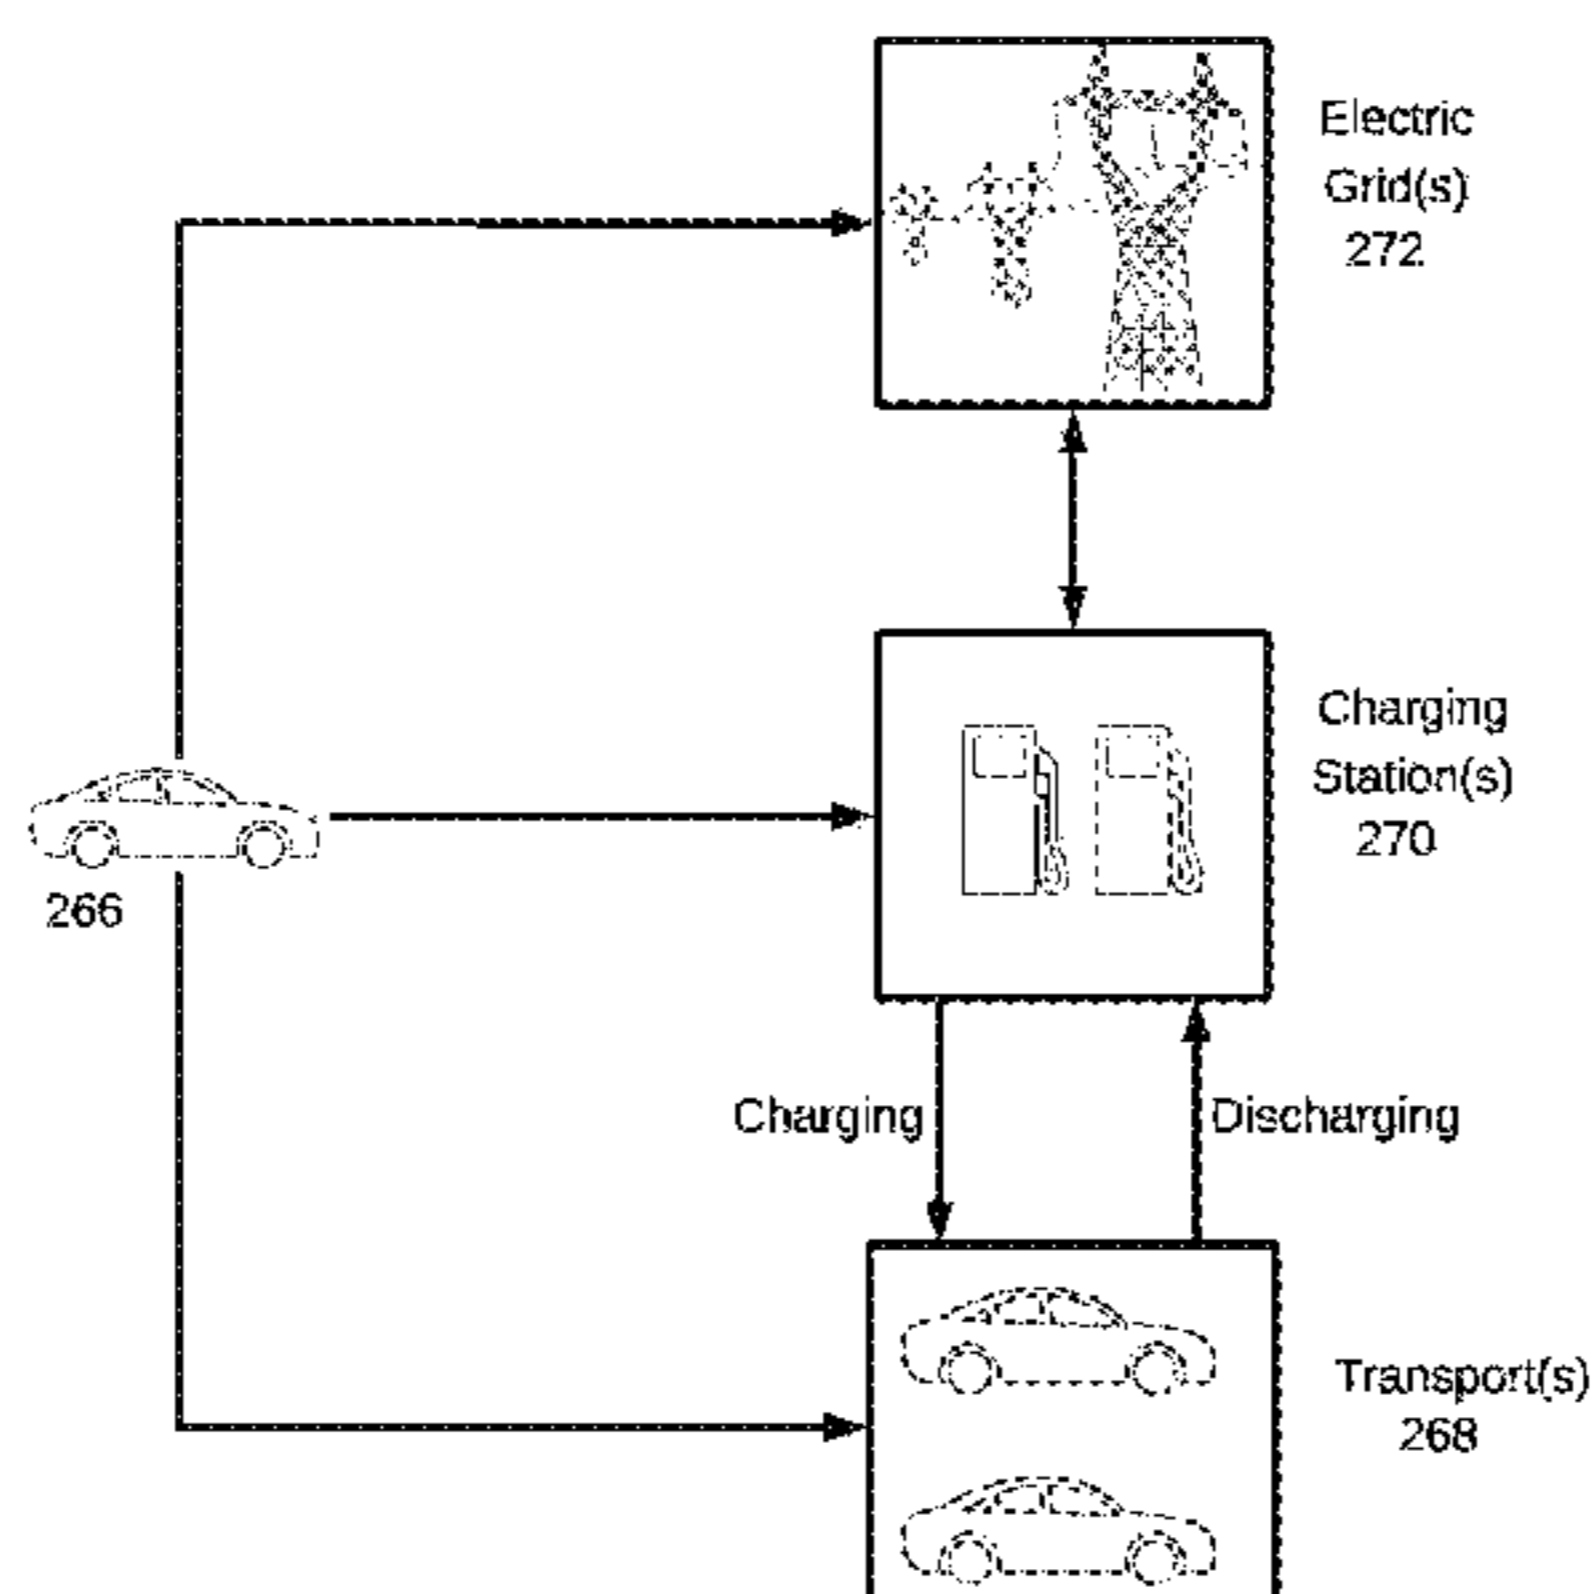 Electric
Grid(s)
272
Charging
Station(s)
270
266
Charging
Discharging
Transport(s)
268